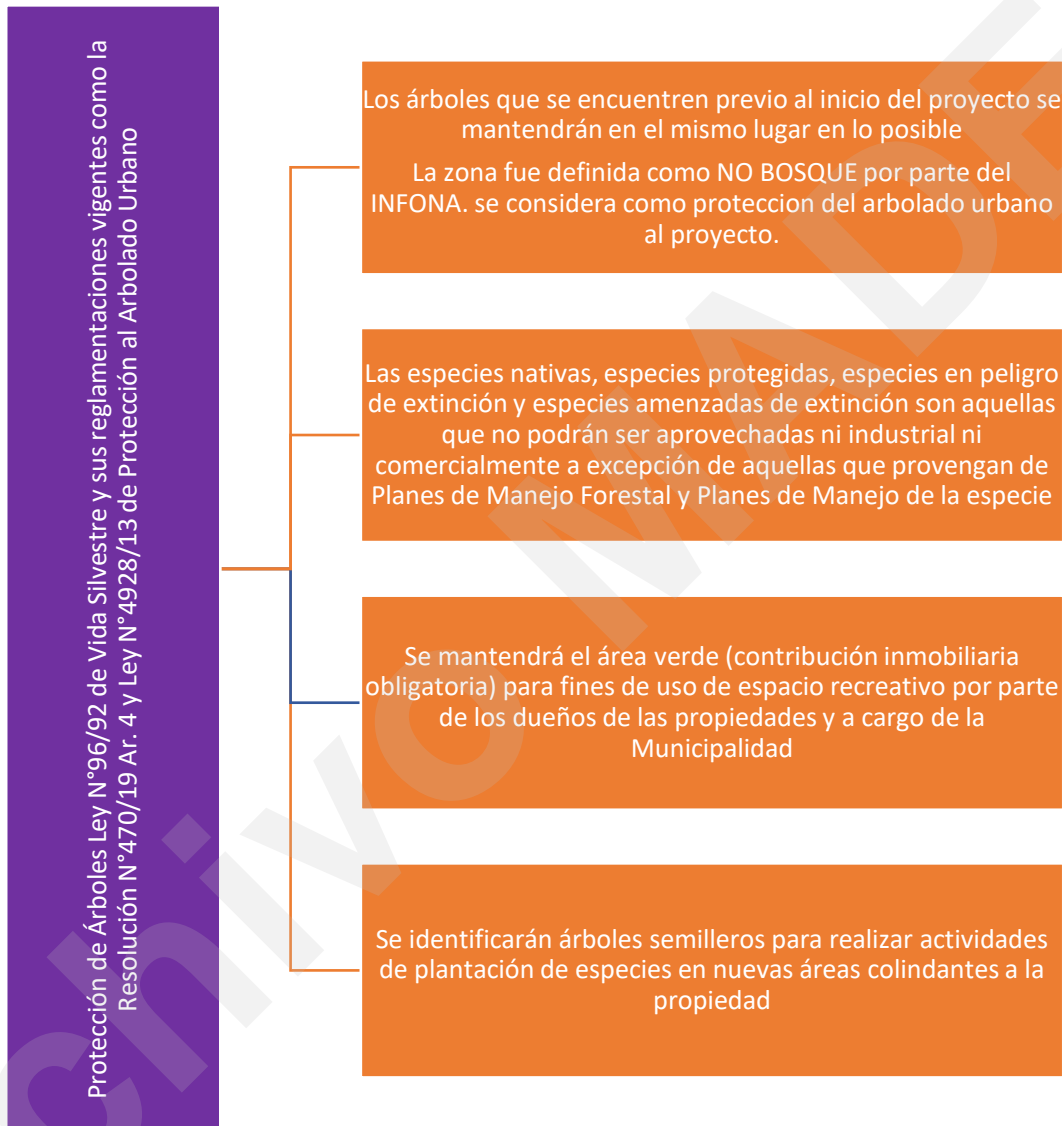 Protección de Árboles Ley N°96/92 de Vida Silvestre y sus reglamentaciones vigentes como la
Resolución N°470/19 Ar. 4 y Ley N°4928/13 de Protección al Arbolado Urbano
Los árboles que se encuentren previo al inicio del proyecto se
mantendrán en el mismo lugar en lo posible
La zona fue definida como NO BOSQUE por parte del
INFONA. se considera como proteccion del arbolado urbano
al proyecto.
Las especies nativas, especies protegidas, especies en peligro
de extinción y especies amenzadas de extinción son aquellas
que no podrán ser aprovechadas ni industrial ni
comercialmente a excepción de aquellas que provengan de
Planes de Manejo Forestal y Planes de Manejo de la especie
Se mantendrá el área verde (contribución inmobiliaria
obligatoria) para fines de uso de espacio recreativo por parte
de los dueños de las propiedades y a cargo de la
Municipalidad
Se identificarán árboles semilleros para realizar actividades
de plantación de especies en nuevas áreas colindantes a la
propiedad